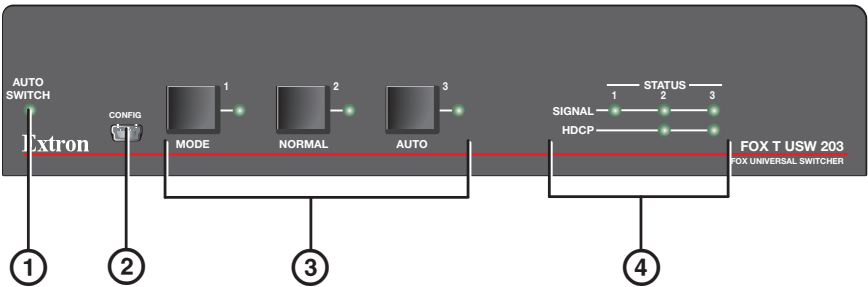 AUTO
SWITCH
CONFIG
Extron
1
2
3
MODE
NORMAL
AUTO
STATUS
1
2
3
SIGNAL
HDCP
FOX T USW 203
FOX UNIVERSAL SWITCHER
1
2
3
4